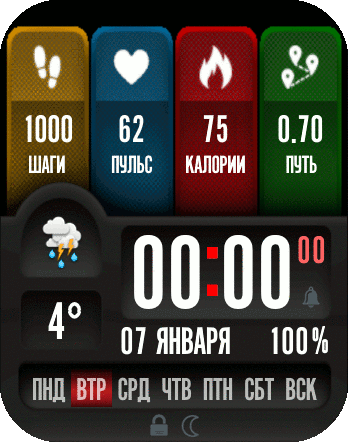 1000 62 75 0.70
ШАГИ ПУЛЬС КАЛОРИИ ПУТЬ
00:00 00
4°
07 ЯНВАРЯ 100%
ПНД ВТР СРД ЧТВ ПТН СБТ ВСК